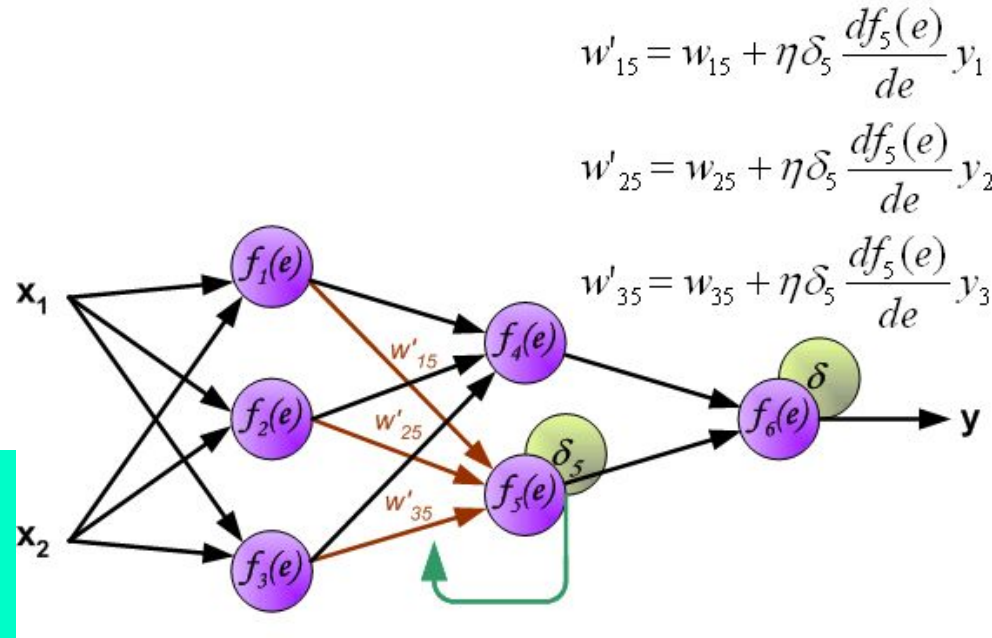 w'₁₅ = w₁₅ + ηδ₅ df₅(e)/de y₁
w'₂₅ = w₂₅ + ηδ₅ df₅(e)/de y₂
w'₃₅ = w₃₅ + ηδ₅ df₅(e)/de y₃
x₁
f₁(e)
w'₁₅
f₄(e)
δ
f₂(e)
w'₂₅
f₆(e)
y
δ₅
w'₃₅
f₅(e)
x₂
f₃(e)